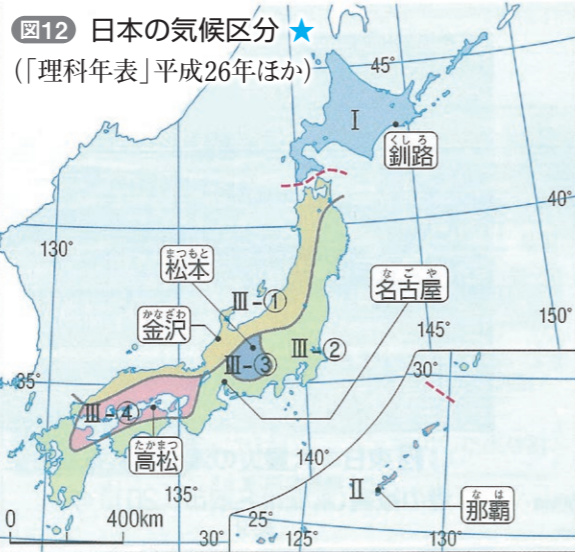 図12 日本の気候区分★
(「理科年表」平成26年ほか)
45°
Ⅰ
くしろ
釧路
40°
130°
まつもと
松本
なごや
名古屋
Ⅲ-①
かなざわ
金沢
145°
150°
Ⅲ-②
Ⅲ-③
35°
30°
Ⅲ-④
たかまつ
高松
140°
135°
Ⅱ
なは
那覇
0 400km
25°
30°
125°
130°